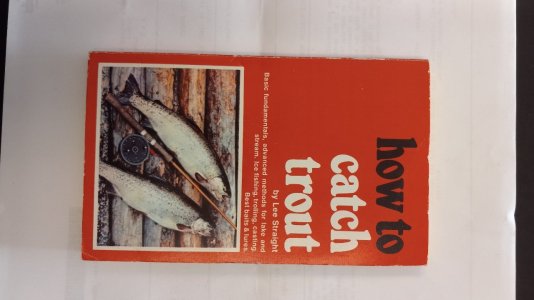 how to
catch
trout
by Lee Straight
Basic fundamentals, advanced methods for lake and
stream. Ice fishing, trolling, casting.
Best baits & lures.